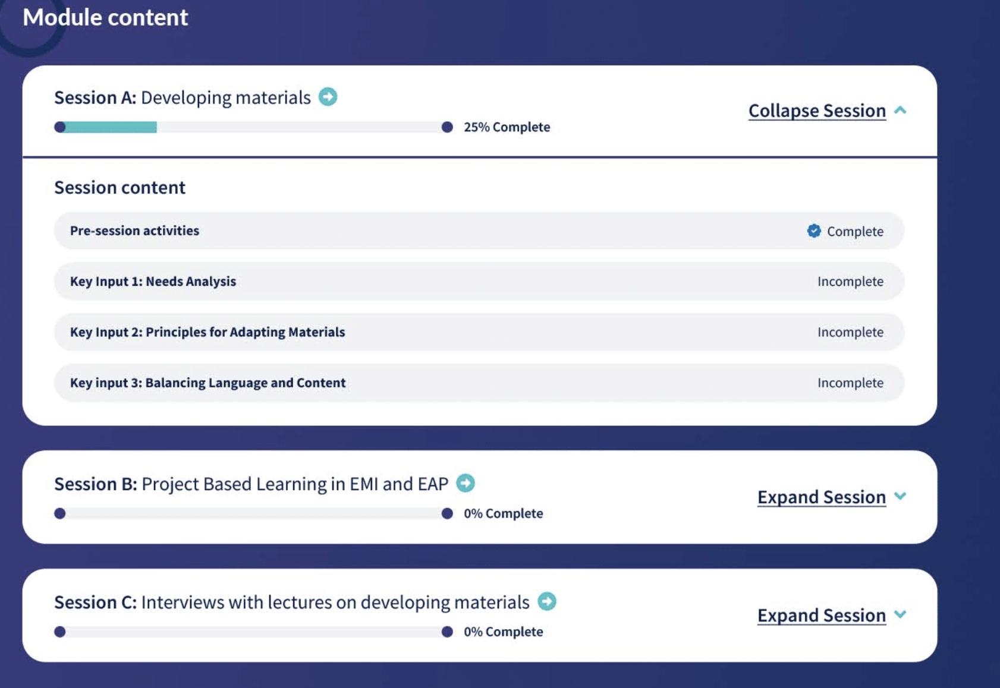 Module content
Session A: Developing materials
Collapse Session
25% Complete
Session content
Pre-session activities
Complete
Key Input 1: Needs Analysis
Incomplete
Key Input 2: Principles for Adapting Materials
Incomplete
Key input 3: Balancing Language and Content
Incomplete
Session B: Project Based Learning in EMI and EAP
Expand Session
0% Complete
Session C: Interviews with lectures on developing materials
Expand Session
0% Complete